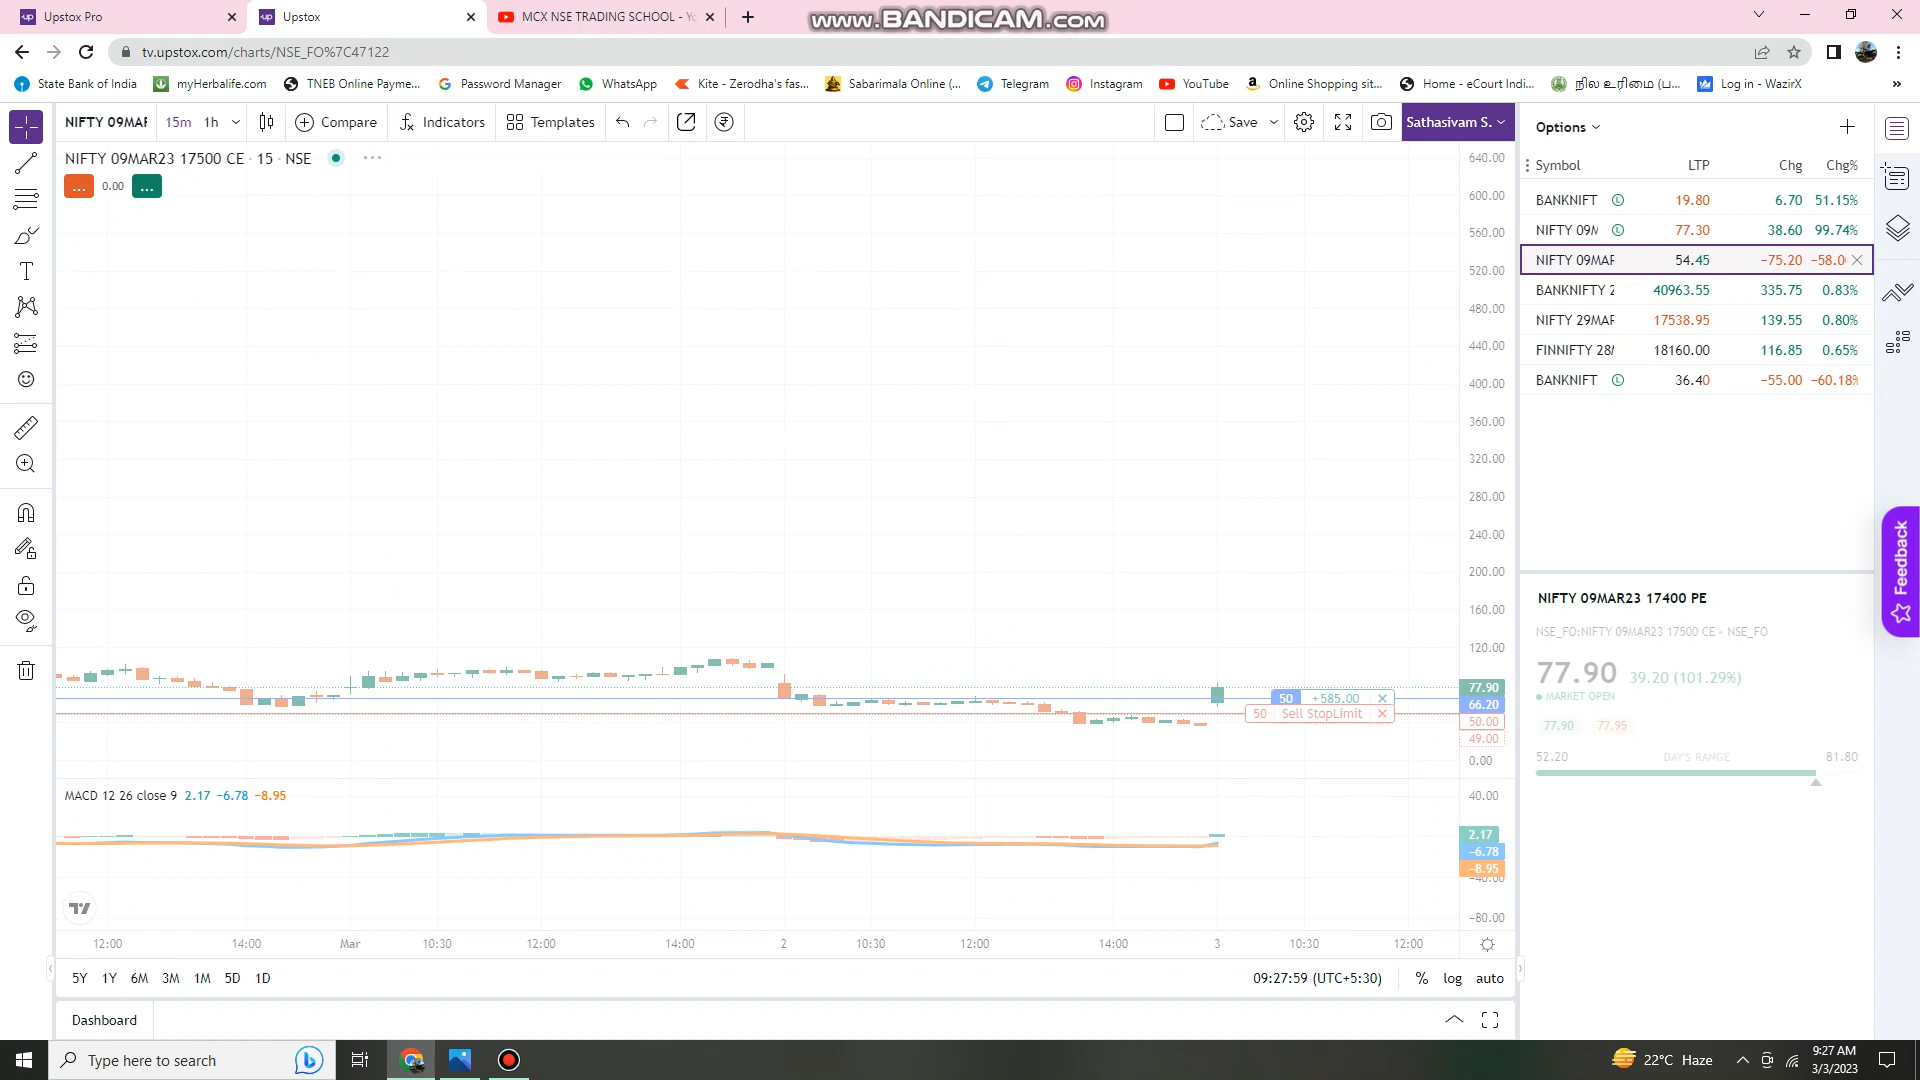 Upstox Pro
Upstox
MCX NSE TRADING SCHOOL - Yo
www.BANDICAM.com
tv.upstox.com/charts/NSE_FO%7C47122
State Bank of India
myHerbalife.com
TNEB Online Payme...
Password Manager
WhatsApp
Kite - Zerodha's fas...
Sabarimala Online (...
Telegram
Instagram
YouTube
Online Shopping sit...
Home - eCourt Indi...
நில உரிமை (ப...
Log in - WazirX
NIFTY 09MAR
15m 1h
Compare
Indicators
Templates
Save
Sathasivam S.
NIFTY 09MAR23 17500 CE · 15 · NSE
... 0.00 ...
640.00
600.00
560.00
520.00
480.00
440.00
400.00
360.00
320.00
280.00
240.00
200.00
160.00
120.00
77.90
66.20
50.00
49.00
0.00
50 +585.00
50 Sell StopLimit
MACD 12 26 close 9 2.17 −6.78 −8.95
40.00
2.17
−6.78
−8.95
−40.00
−80.00
12:00 14:00 Mar 10:30 12:00 14:00 2 10:30 12:00 14:00 3 10:30 12:00
5Y 1Y 6M 3M 1M 5D 1D
09:27:59 (UTC+5:30)
% log auto
Dashboard
Options
Symbol LTP Chg Chg%
BANKNIFT L 19.80 6.70 51.15%
NIFTY 09M L 77.30 38.60 99.74%
NIFTY 09MAR 54.45 −75.20 −58.0
BANKNIFTY 2 40963.55 335.75 0.83%
NIFTY 29MAR 17538.95 139.55 0.80%
FINNIFTY 28M 18160.00 116.85 0.65%
BANKNIFT L 36.40 −55.00 −60.18%
Feedback
NIFTY 09MAR23 17400 PE
NSE_FO:NIFTY 09MAR23 17500 CE - NSE_FO
77.90 39.20 (101.29%)
MARKET OPEN
77.90 77.95
52.20 DAY'S RANGE 81.80
Type here to search
22°C Haze
9:27 AM
3/3/2023